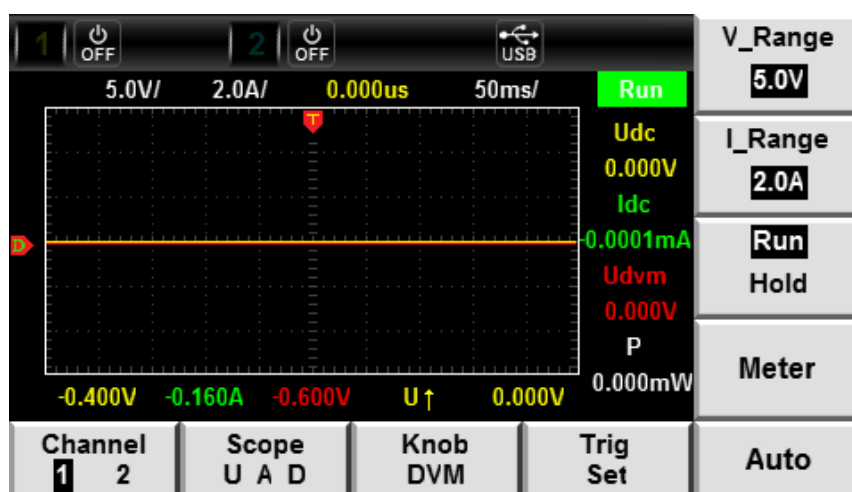 1 OFF 2 OFF USB
5.0V/ 2.0A/ 0.000us 50ms/ Run
T
D
Udc
0.000V
Idc
-0.0001mA
Udvm
0.000V
P
0.000mW
-0.400V -0.160A -0.600V U↑ 0.000V
V_Range
5.0V
I_Range
2.0A
Run
Hold
Meter
Auto
Channel
1 2
Scope
U A D
Knob
DVM
Trig
Set